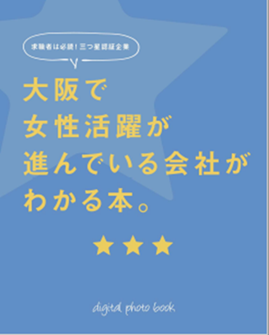 求職者は必読！三つ星認証企業
大阪で
女性活躍が
進んでいる会社が
わかる本。
digital photo book